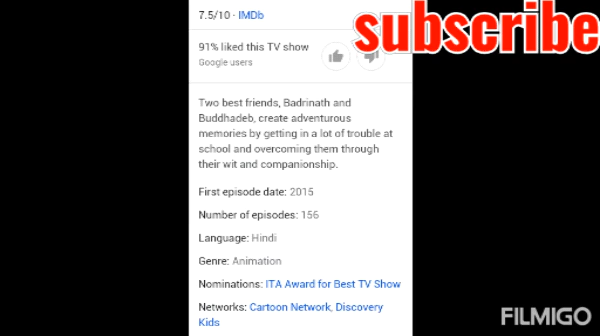 7.5/10 · IMDb
subscribe
91% liked this TV show
Google users
Two best friends, Badrinath and
Buddhadeb, create adventurous
memories by getting in a lot of trouble at
school and overcoming them through
their wit and companionship.
First episode date: 2015
Number of episodes: 156
Language: Hindi
Genre: Animation
Nominations: ITA Award for Best TV Show
Networks: Cartoon Network, Discovery
Kids
FILMIGO